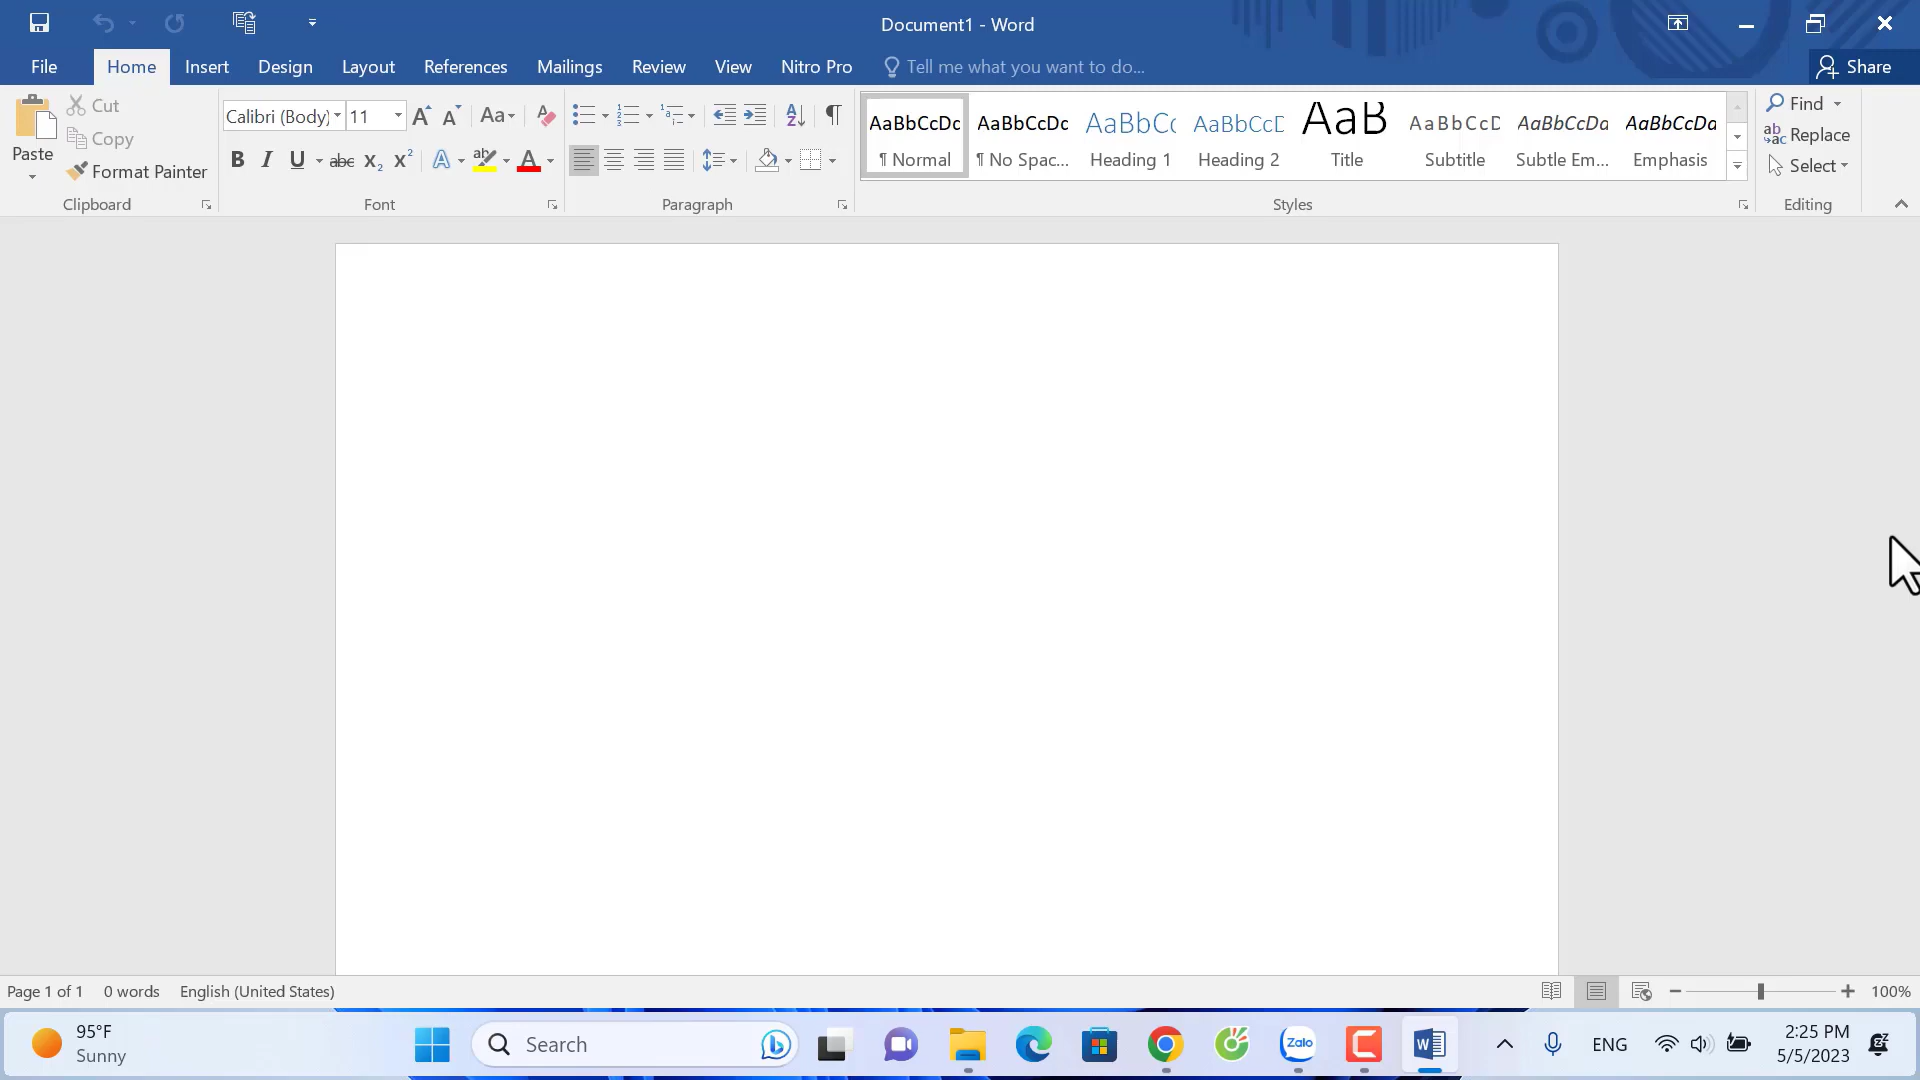 Document1 - Word
File Home Insert Design Layout References Mailings Review View Nitro Pro Tell me what you want to do... Share
Paste
Cut
Copy
Format Painter
Clipboard
Calibri (Body) 11
Font
Paragraph
AaBbCcDc AaBbCcDc AaBbCc AaBbCcD AaB AaBbCcD AaBbCcDa AaBbCcDa
¶ Normal ¶ No Spac... Heading 1 Heading 2 Title Subtitle Subtle Em... Emphasis
Styles
Find
Replace
Select
Editing
Page 1 of 1 0 words English (United States) 100%
95°F
Sunny
Search
Zalo
ENG
2:25 PM
5/5/2023